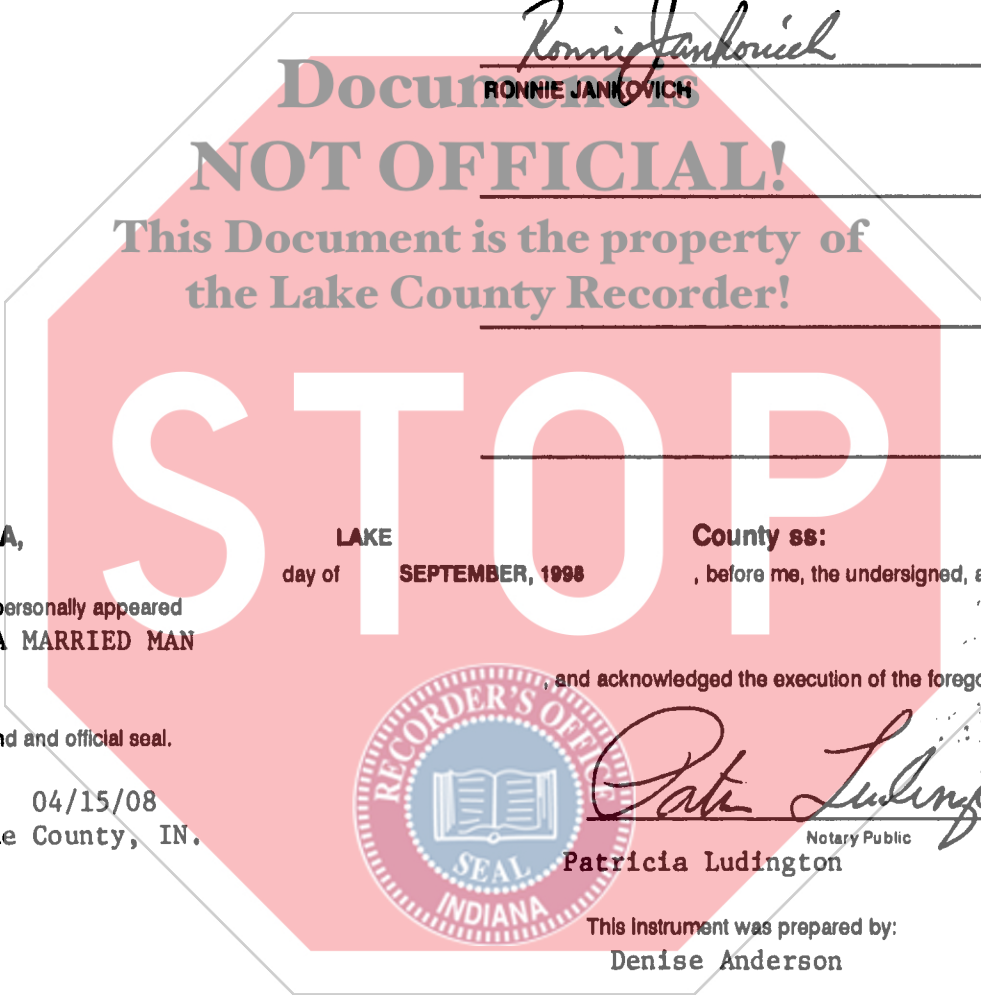 Ronnie Jankovich
Document is
RONNIE JANKOVICH
NOT OFFICIAL!
This Document is the property of
the Lake County Recorder!
STOP
A, LAKE County ss:
day of SEPTEMBER, 1998 , before me, the undersigned, a
personally appeared
A MARRIED MAN
, and acknowledged the execution of the forego
RECORDER'S OFFICE
nd and official seal.
04/15/08
e County, IN.
Notary Public
SEAL
Patricia Ludington
INDIANA
This instrument was prepared by:
Denise Anderson